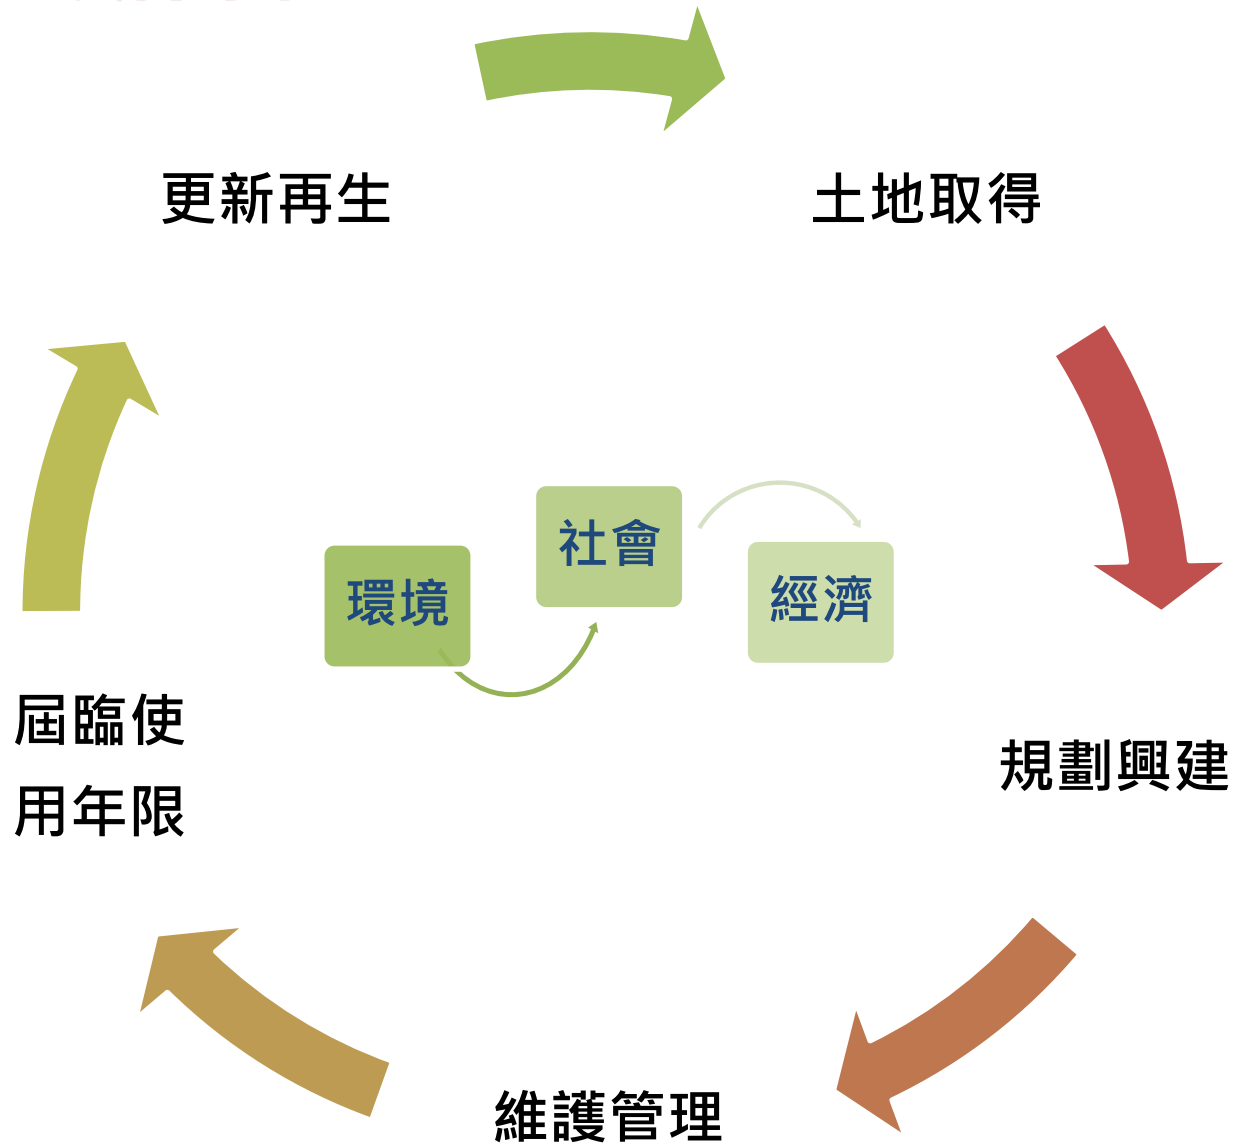 更新再生
土地取得
社會
環境
經濟
屆臨使
用年限
規劃興建
維護管理